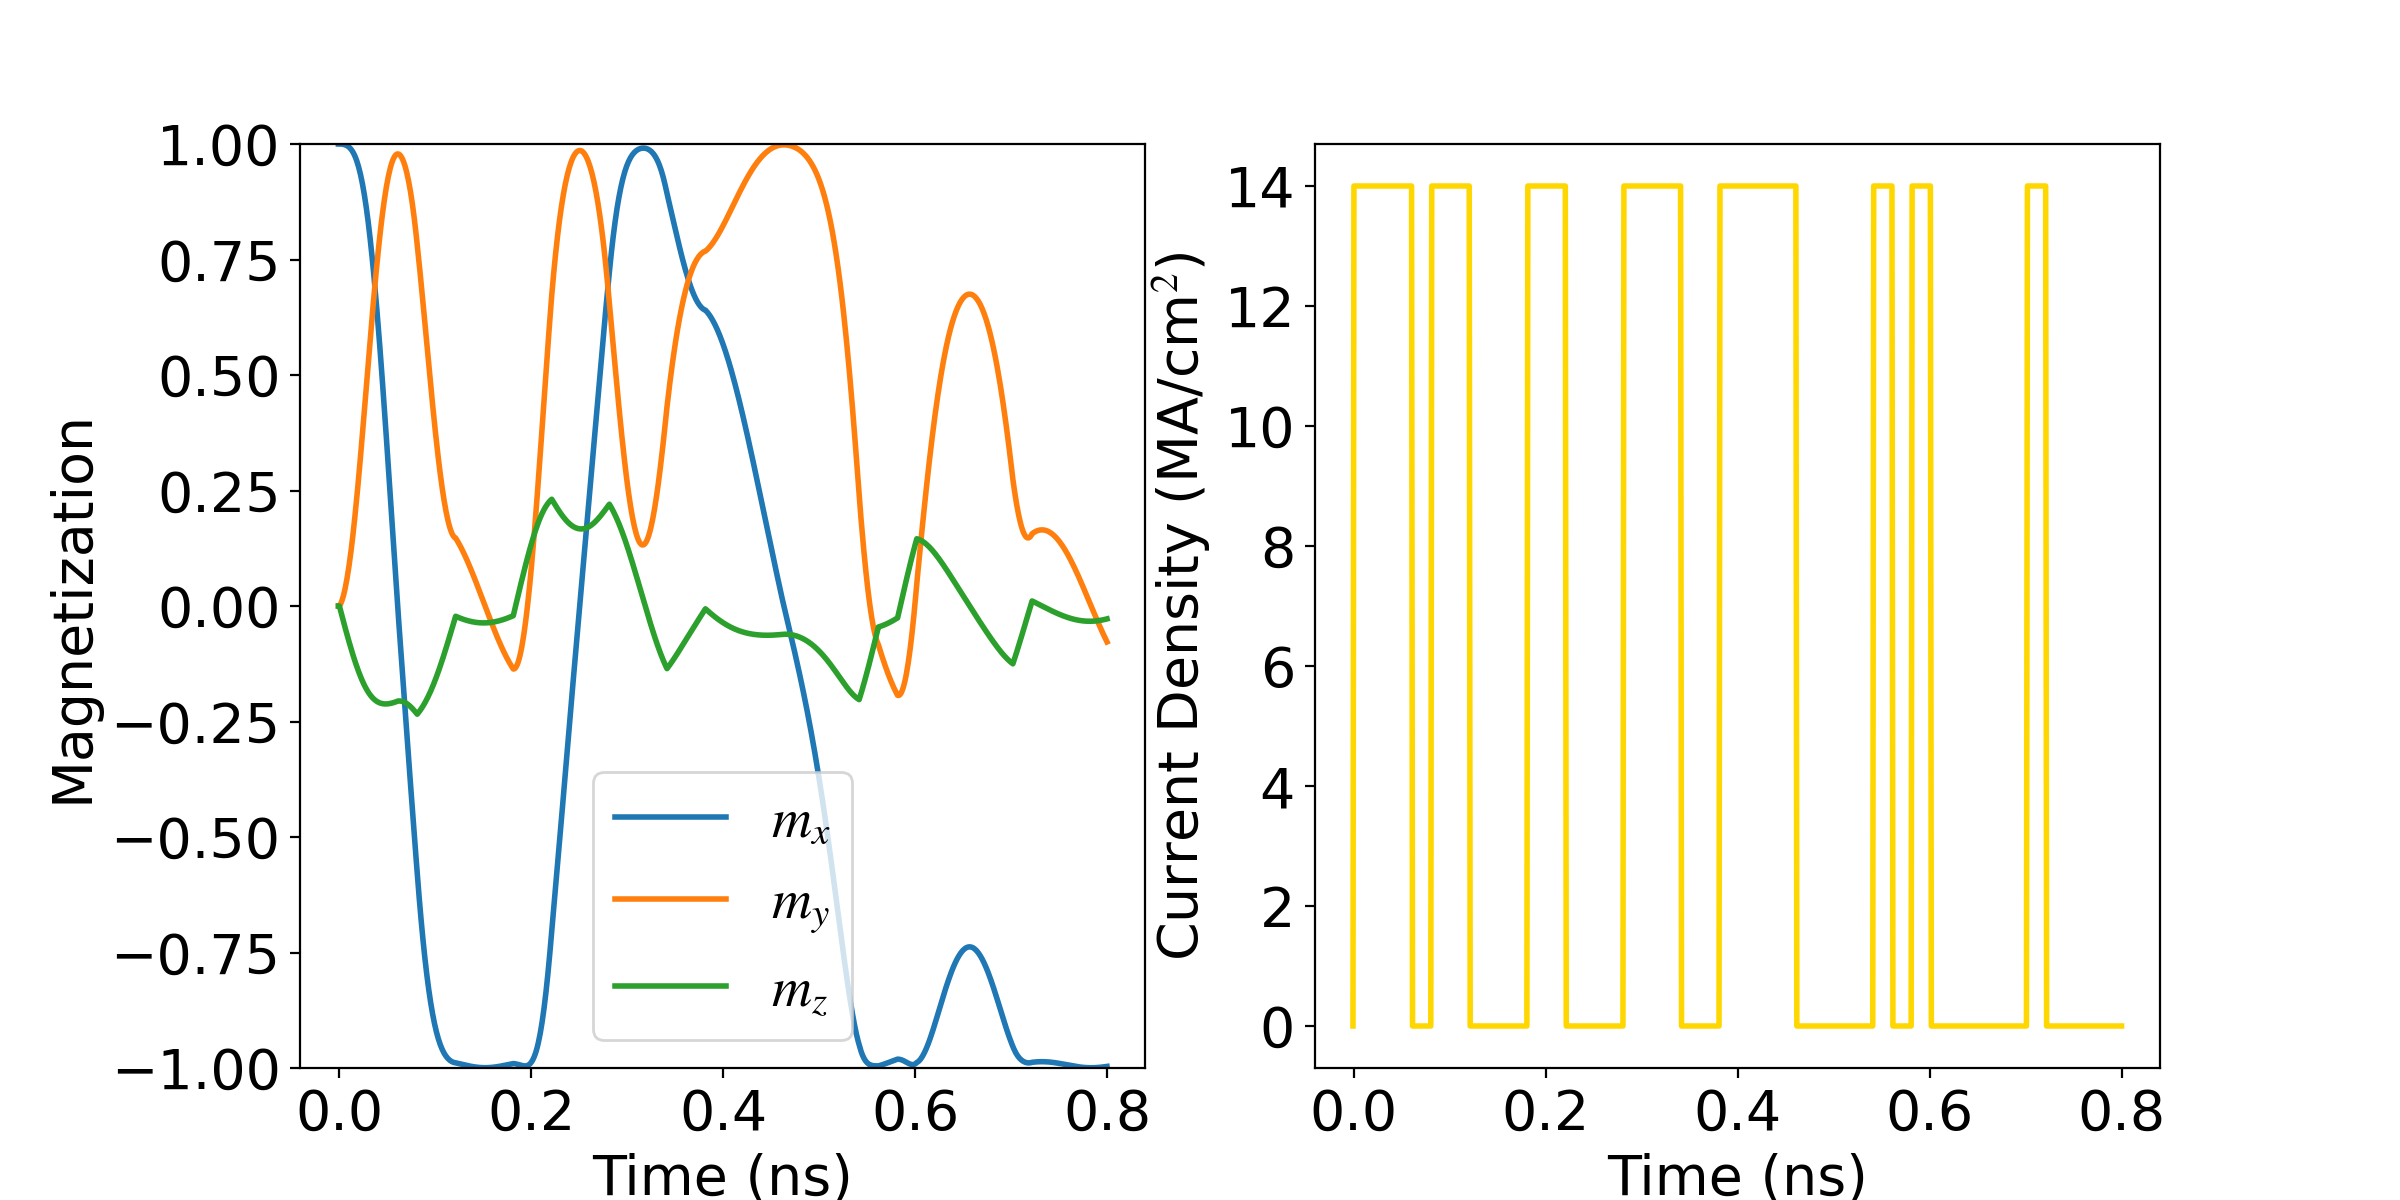 1.00
0.75
0.50
0.25
0.00
−0.25
−0.50
−0.75
−1.00
Magnetization
0.0 0.2 0.4 0.6 0.8
Time (ns)
m_x
m_y
m_z
14
12
10
8
6
4
2
0
Current Density (MA/cm²)
0.0 0.2 0.4 0.6 0.8
Time (ns)